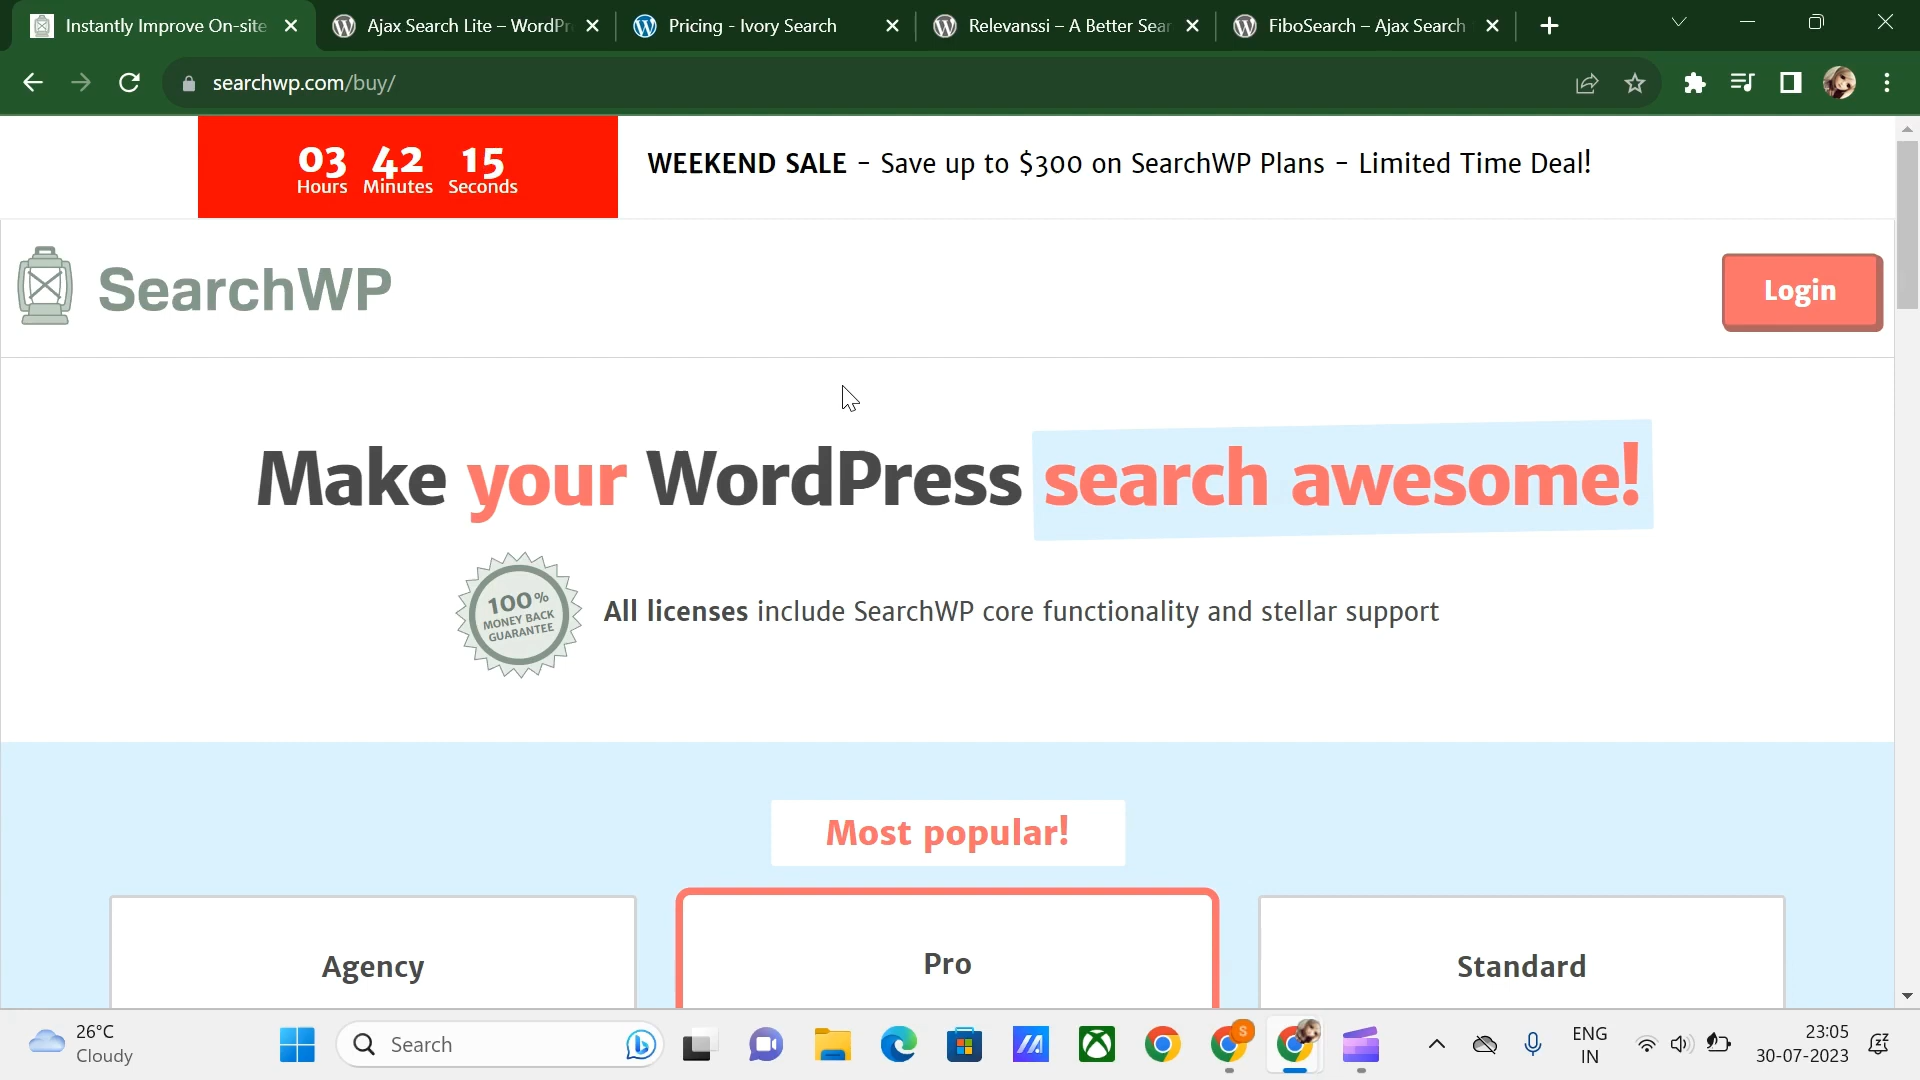 Instantly Improve On-site
Ajax Search Lite – WordPr
Pricing - Ivory Search
Relevanssi – A Better Sear
FiboSearch – Ajax Search
searchwp.com/buy/
03 42 15
Hours Minutes Seconds
WEEKEND SALE - Save up to $300 on SearchWP Plans - Limited Time Deal!
SearchWP
Login
Make your WordPress search awesome!
100%
MONEY BACK
GUARANTEE
All licenses include SearchWP core functionality and stellar support
Most popular!
Agency
Pro
Standard
26°C
Cloudy
Search
S
ENG
IN
23:05
30-07-2023